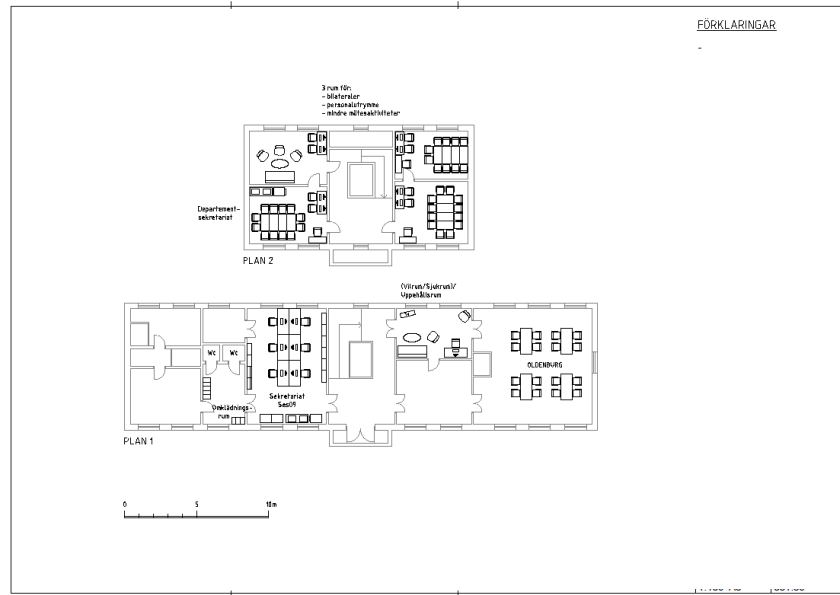 FÖRKLARINGAR
-
3 rum för:
- bilateraler
- personalutrymme
- mindre mötesaktiviteter
Departement-
sekretariat
PLAN 2
(Vilrum/Sjukrum)/
Uppehållsrum
Wc
Wc
OLDENBURG
Sekretariat
Omklädnings-
rum
PLAN 1
0
5
10m